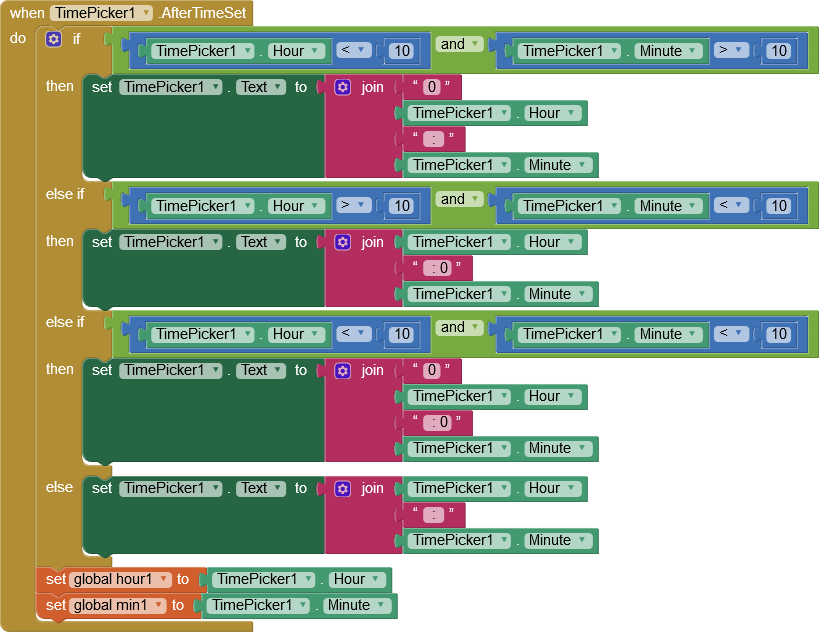 when TimePicker1 .AfterTimeSet
do if TimePicker1 . Hour < 10 and TimePicker1 . Minute > 10
then set TimePicker1 . Text to join " 0 "
TimePicker1 . Hour
" : "
TimePicker1 . Minute
else if TimePicker1 . Hour > 10 and TimePicker1 . Minute < 10
then set TimePicker1 . Text to join TimePicker1 . Hour
" : 0 "
TimePicker1 . Minute
else if TimePicker1 . Hour < 10 and TimePicker1 . Minute < 10
then set TimePicker1 . Text to join " 0 "
TimePicker1 . Hour
" : 0 "
TimePicker1 . Minute
else set TimePicker1 . Text to join TimePicker1 . Hour
" : "
TimePicker1 . Minute
set global hour1 to TimePicker1 . Hour
set global min1 to TimePicker1 . Minute